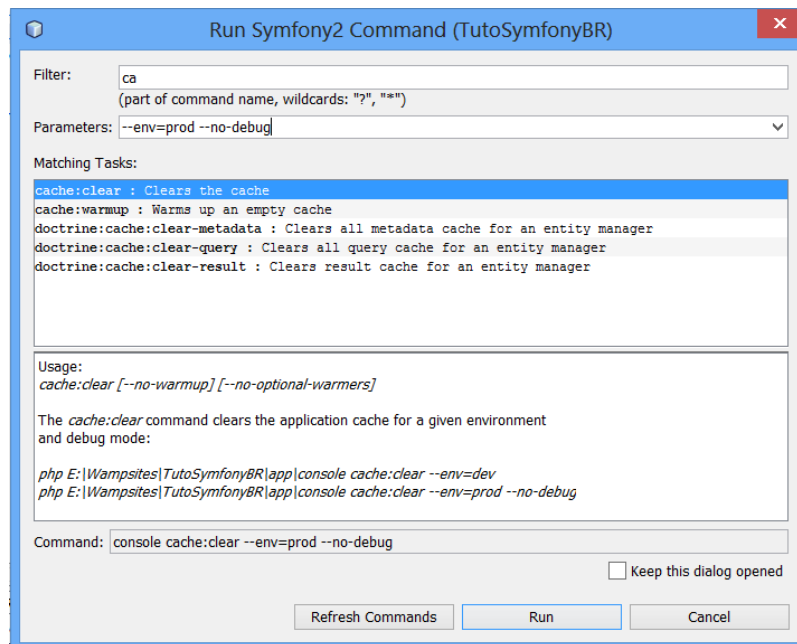 Run Symfony2 Command (TutoSymfonyBR)
Filter: ca
(part of command name, wildcards: "?", "*")
Parameters: --env=prod --no-debug
Matching Tasks:
cache:clear : Clears the cache
cache:warmup : Warms up an empty cache
doctrine:cache:clear-metadata : Clears all metadata cache for an entity manager
doctrine:cache:clear-query : Clears all query cache for an entity manager
doctrine:cache:clear-result : Clears result cache for an entity manager
Usage:
cache:clear [--no-warmup] [--no-optional-warmers]
The cache:clear command clears the application cache for a given environment
and debug mode:
php E:\Wampsites\TutoSymfonyBR\app\console cache:clear --env=dev
php E:\Wampsites\TutoSymfonyBR\app\console cache:clear --env=prod --no-debug
Command: console cache:clear --env=prod --no-debug
Keep this dialog opened
Refresh Commands Run Cancel